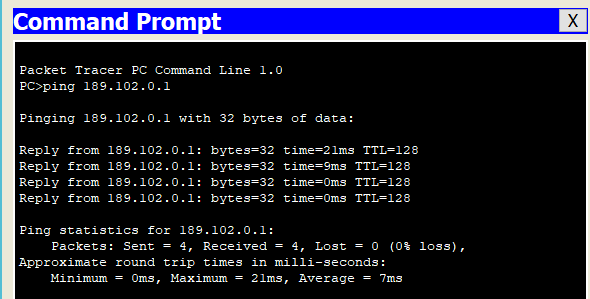 Command Prompt
X
Packet Tracer PC Command Line 1.0
PC>ping 189.102.0.1
Pinging 189.102.0.1 with 32 bytes of data:
Reply from 189.102.0.1: bytes=32 time=21ms TTL=128
Reply from 189.102.0.1: bytes=32 time=9ms TTL=128
Reply from 189.102.0.1: bytes=32 time=0ms TTL=128
Reply from 189.102.0.1: bytes=32 time=0ms TTL=128
Ping statistics for 189.102.0.1:
Packets: Sent = 4, Received = 4, Lost = 0 (0% loss),
Approximate round trip times in milli-seconds:
Minimum = 0ms, Maximum = 21ms, Average = 7ms